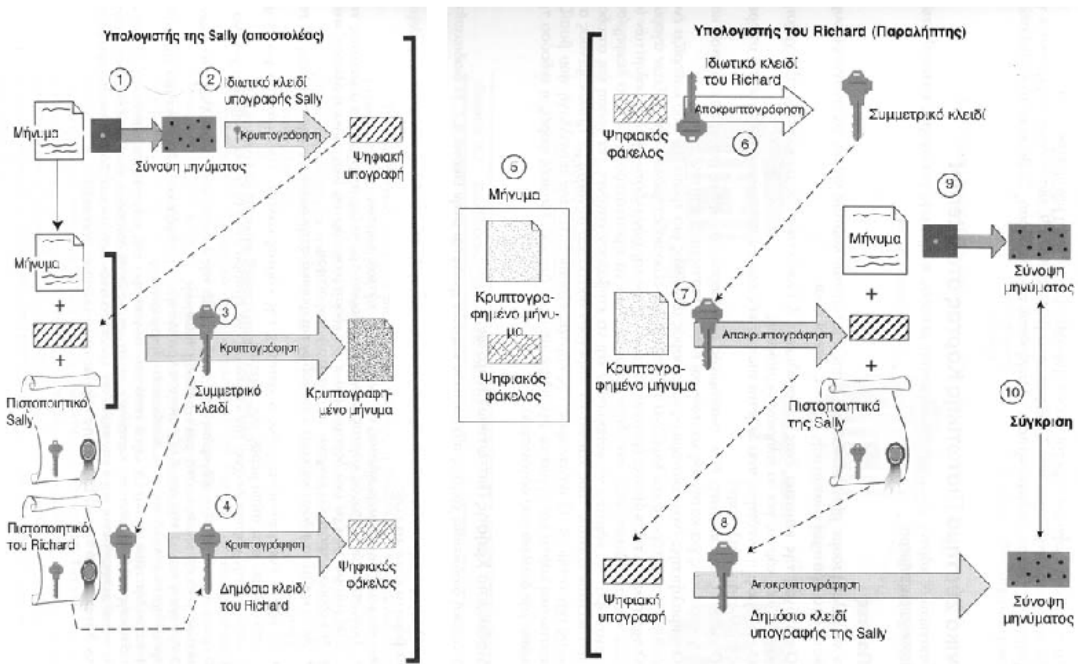 Υπολογιστής της Sally (αποστολέας)
1
2
Ιδιωτικό κλειδί
υπογραφής Sally
Μήνυμα
Κρυπτογράφηση
Σύνοψη μηνύματος
Ψηφιακή
υπογραφή
Μήνυμα
+
+
3
Κρυπτογράφηση
Συμμετρικό
κλειδί
Κρυπτογραφη-
μένο μήνυμα
Πιστοποιητικό
Sally
Πιστοποιητικό
του Richard
4
Κρυπτογράφηση
Δημόσιο κλειδί
του Richard
Ψηφιακός
φάκελος
5
Μήνυμα
Κρυπτογρα-
φημένο μήνυ-
μα
Ψηφιακός
φάκελος
Υπολογιστής του Richard (Παραλήπτης)
Ιδιωτικό κλειδί
του Richard
Αποκρυπτογράφηση
6
Ψηφιακός
φάκελος
Συμμετρικό κλειδί
9
Μήνυμα
Σύνοψη
μηνύματος
+
7
Αποκρυπτογράφηση
Κρυπτογρα-
φημένο μήνυμα
+
Πιστοποιητικό
της Sally
10
Σύγκριση
8
Αποκρυπτογράφηση
Ψηφιακή
υπογραφή
Δημόσιο κλειδί
υπογραφής της Sally
Σύνοψη
μηνύματος